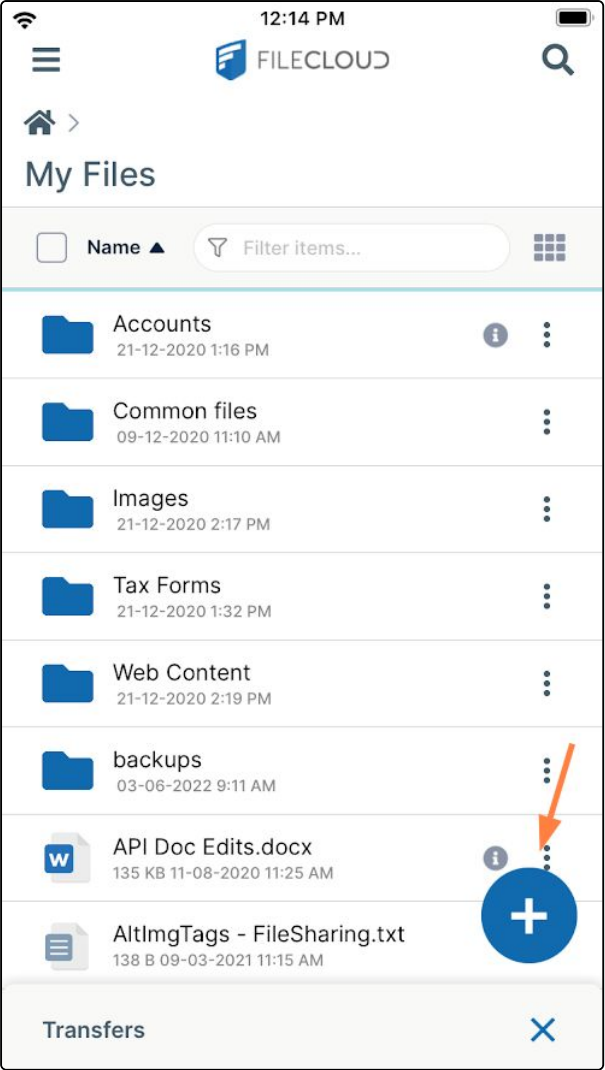 12:14 PM
FILECLOUD
My Files
Name
Filter items...
Accounts
21-12-2020 1:16 PM
Common files
09-12-2020 11:10 AM
Images
21-12-2020 2:17 PM
Tax Forms
21-12-2020 1:32 PM
Web Content
21-12-2020 2:19 PM
backups
03-06-2022 9:11 AM
W
API Doc Edits.docx
135 KB 11-08-2020 11:25 AM
AltImgTags - FileSharing.txt
138 B 09-03-2021 11:15 AM
Transfers